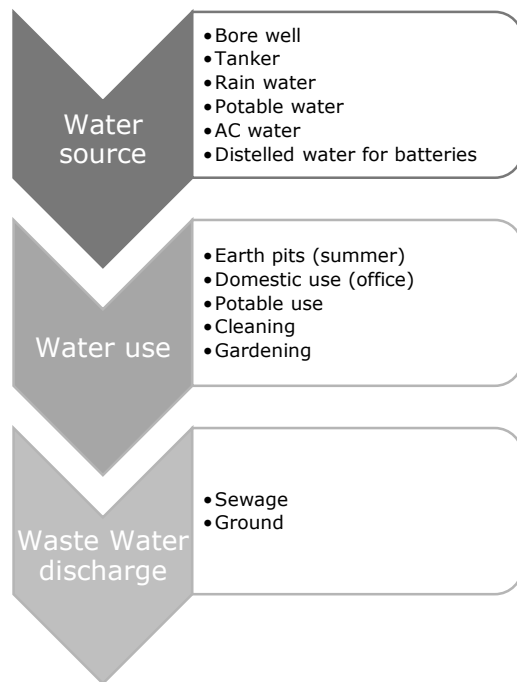 Water
source
•Bore well
•Tanker
•Rain water
•Potable water
•AC water
•Distelled water for batteries
Water use
•Earth pits (summer)
•Domestic use (office)
•Potable use
•Cleaning
•Gardening
Waste Water
discharge
•Sewage
•Ground